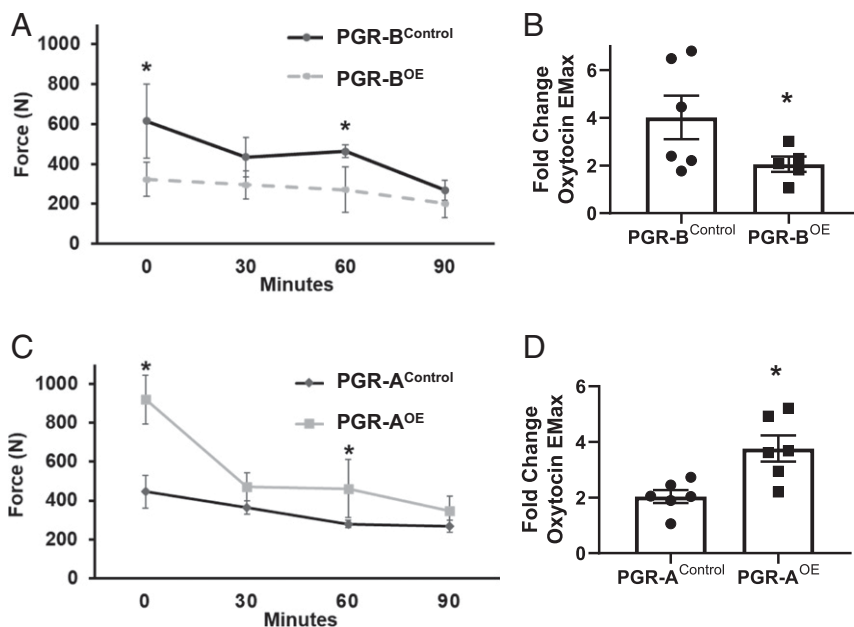 A
Force (N)
1000
800
600
400
200
0
*
*
PGR-BControl
PGR-BOE
0 30 60 90
Minutes
B
Fold Change
Oxytocin EMax
6
4
2
0
*
PGR-BControl PGR-BOE
C
Force (N)
1000
800
600
400
200
0
*
*
PGR-AControl
PGR-AOE
0 30 60 90
Minutes
D
Fold Change
Oxytocin EMax
6
4
2
0
*
PGR-AControl PGR-AOE